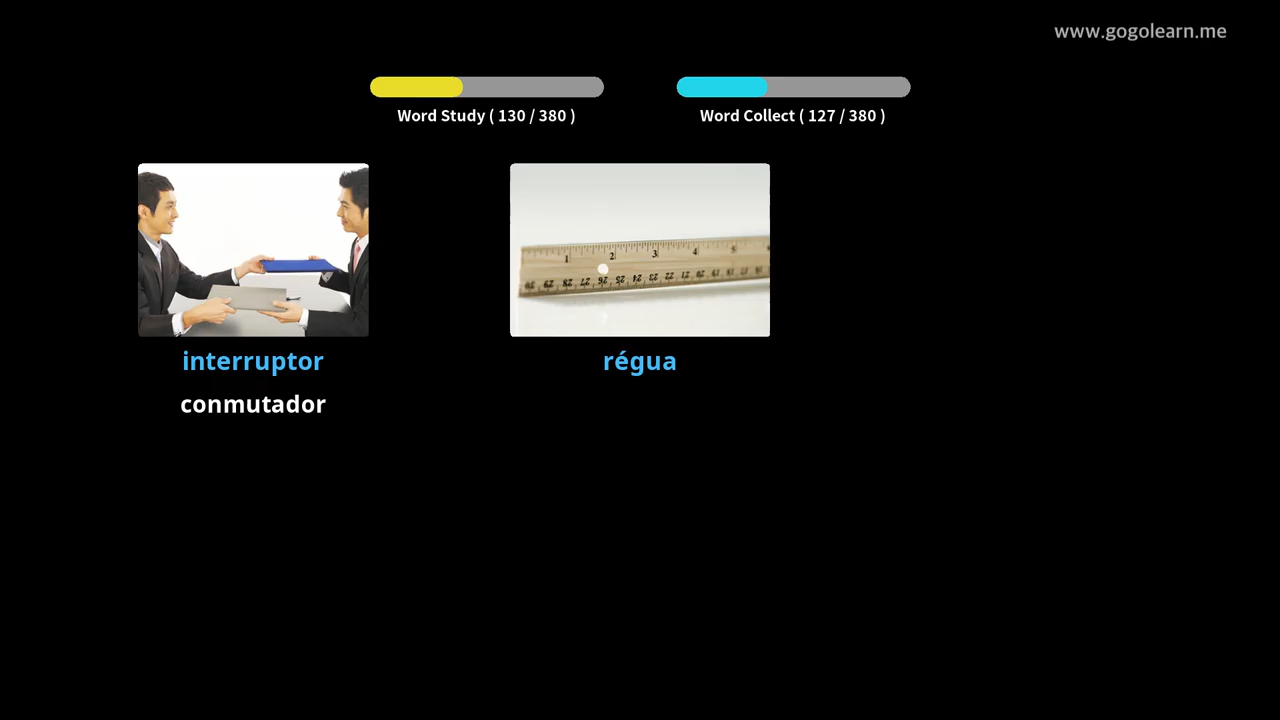 www.gogolearn.me
Word Study ( 130 / 380 )
Word Collect ( 127 / 380 )
interruptor
conmutador
régua